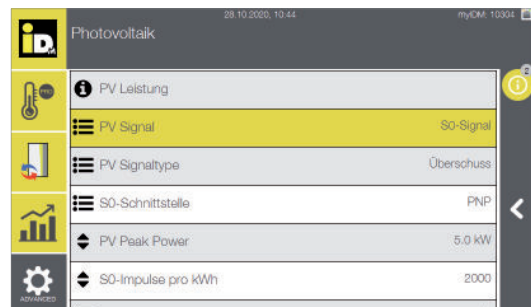 28.10.2020, 10:44
myIDM: 10304
iDM
Photovoltaik
PRO
PV Leistung
PV Signal S0-Signal
PV Signaltype Überschuss
S0-Schnittstelle PNP
PV Peak Power 5.0 kW
S0-Impulse pro kWh 2000
ADVANCED